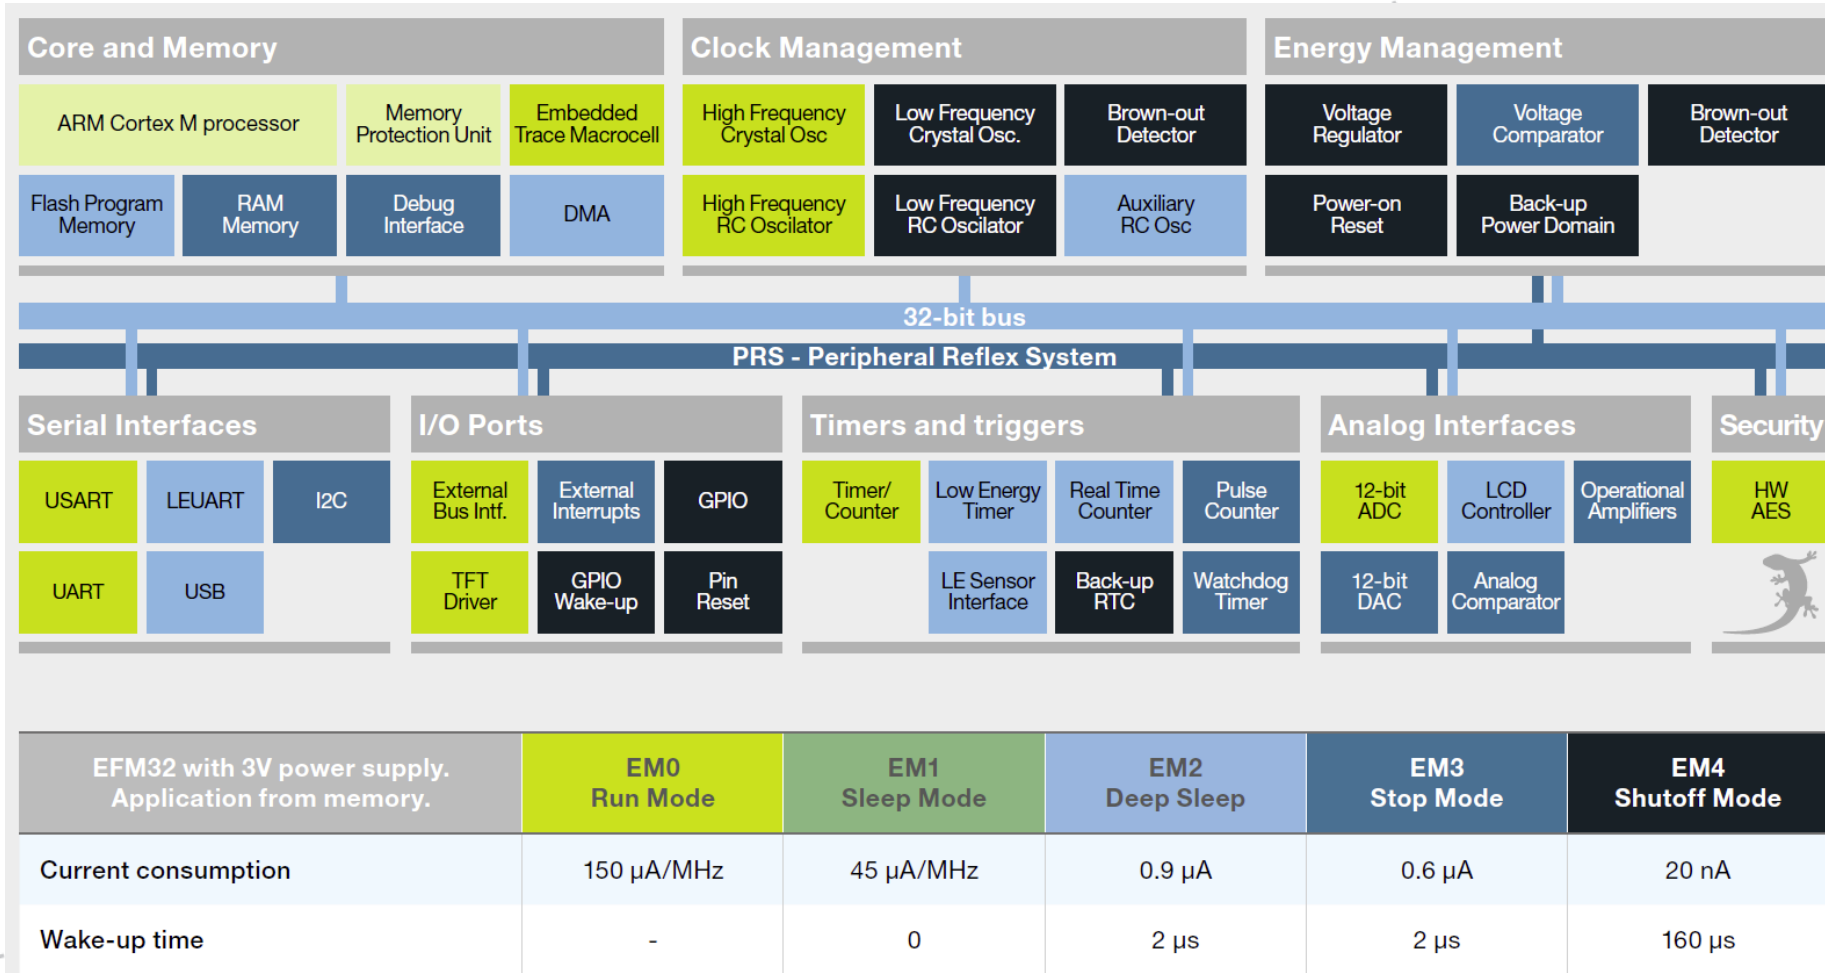 Core and Memory
Clock Management
Energy Management
ARM Cortex M processor
Memory
Protection Unit
Embedded
Trace Macrocell
High Frequency
Crystal Osc
Low Frequency
Crystal Osc.
Brown-out
Detector
Voltage
Regulator
Voltage
Comparator
Brown-out
Detector
Flash Program
Memory
RAM
Memory
Debug
Interface
DMA
High Frequency
RC Oscilator
Low Frequency
RC Oscilator
Auxiliary
RC Osc
Power-on
Reset
Back-up
Power Domain
32-bit bus
PRS - Peripheral Reflex System
Serial Interfaces
I/O Ports
Timers and triggers
Analog Interfaces
Security
USART
LEUART
I2C
External
Bus Intf.
External
Interrupts
GPIO
Timer/
Counter
Low Energy
Timer
Real Time
Counter
Pulse
Counter
12-bit
ADC
LCD
Controller
Operational
Amplifiers
HW
AES
UART
USB
TFT
Driver
GPIO
Wake-up
Pin
Reset
LE Sensor
Interface
Back-up
RTC
Watchdog
Timer
12-bit
DAC
Analog
Comparator
EFM32 with 3V power supply.
Application from memory.
EM0
Run Mode
EM1
Sleep Mode
EM2
Deep Sleep
EM3
Stop Mode
EM4
Shutoff Mode
Current consumption
150 µA/MHz
45 µA/MHz
0.9 µA
0.6 µA
20 nA
Wake-up time
-
0
2 µs
2 µs
160 µs